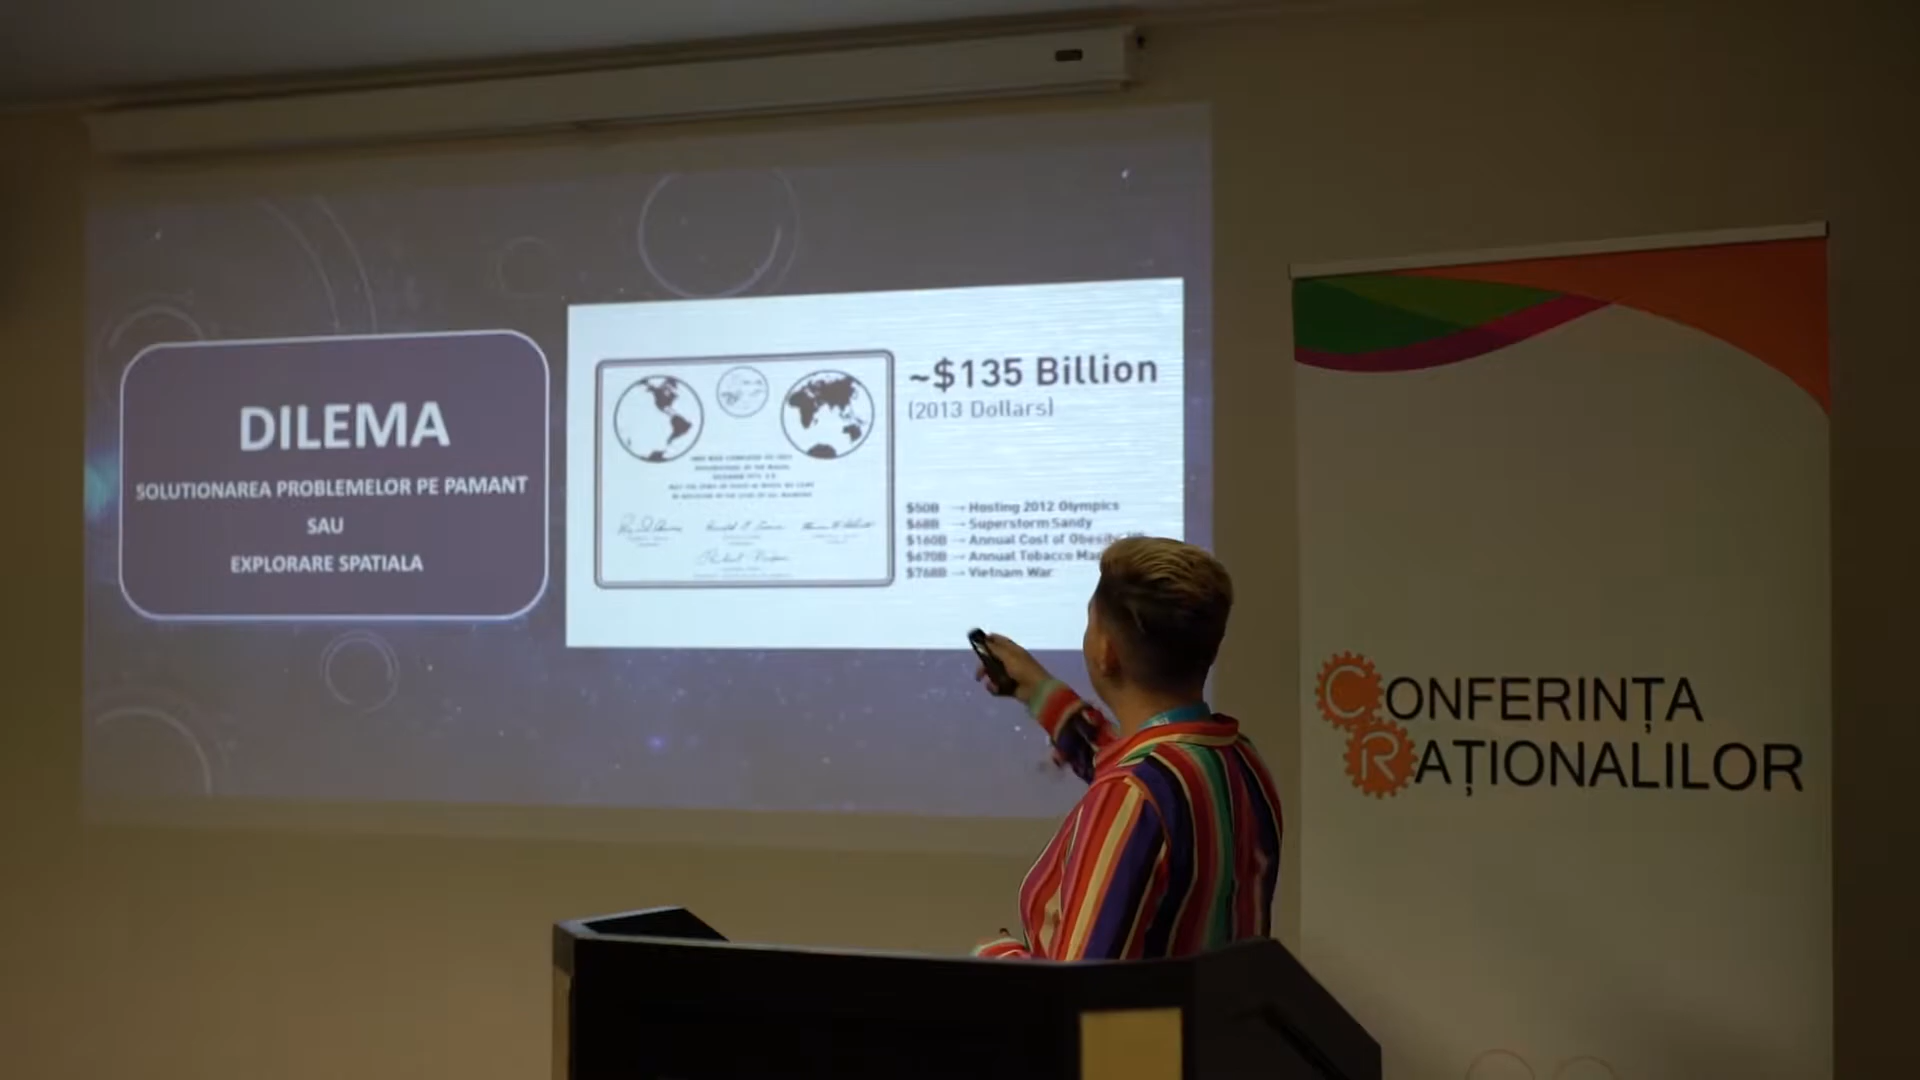 DILEMA
SOLUTIONAREA PROBLEMELOR PE PAMANT
SAU
EXPLORARE SPATIALA
~$135 Billion
(2013 Dollars)
$50B → Hosting 2012 Olympics
$68B → Superstorm Sandy
$160B → Annual Cost of Obesity
$670B → Annual Tobacco
$768B → Vietnam War
CONFERINȚA
RAȚIONALILOR